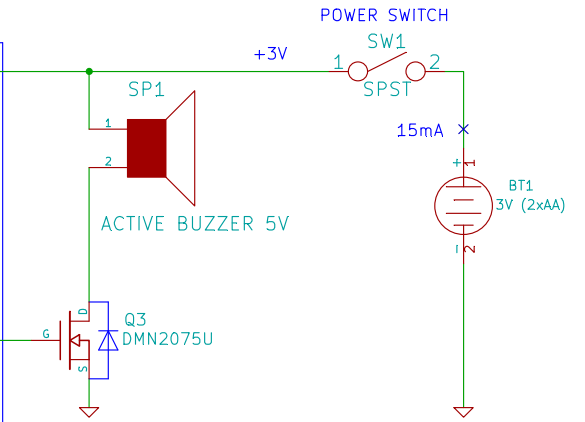 POWER SWITCH
SW1
+3V
1
2
SPST
SP1
1
15mA
+
1
2
BT1
3V (2xAA)
ACTIVE BUZZER 5V
-
2
D
Q3
G
DMN2075U
S